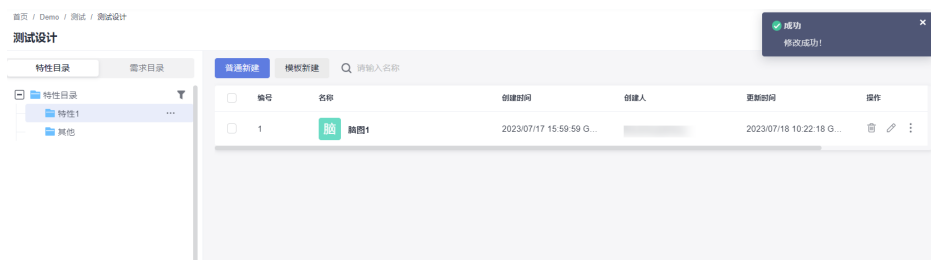 首页 / Demo / 测试 / 测试设计
测试设计
成功
修改成功!
特性目录
需求目录
普通新建
模板新建
请输入名称
特性目录
特性1
其他
编号
名称
创建时间
创建人
更新时间
操作
1
脑
脑图1
2023/07/17 15:59:59 G...
2023/07/18 10:22:18 G...